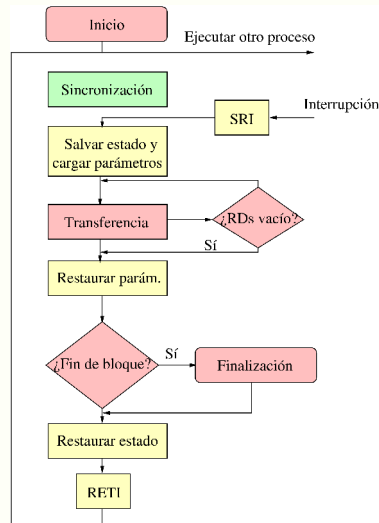 Inicio
Ejecutar otro proceso
Sincronización
Interrupción
SRI
Salvar estado y
cargar parámetros
Transferencia
¿RDs vacío?
Sí
Restaurar parám.
¿Fin de bloque?
Sí
Finalización
Restaurar estado
RETI